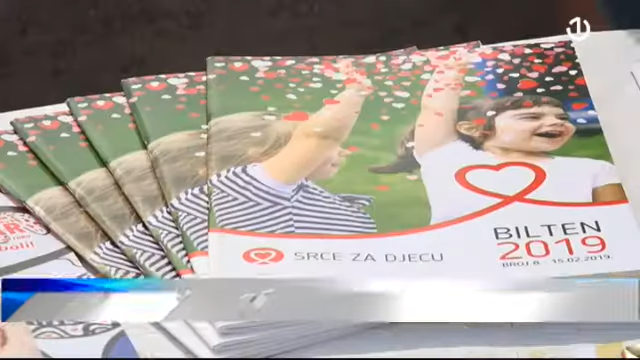 BILTEN
2019
BROJ 8. - 15.02.2019.
SRCE ZA DJECU